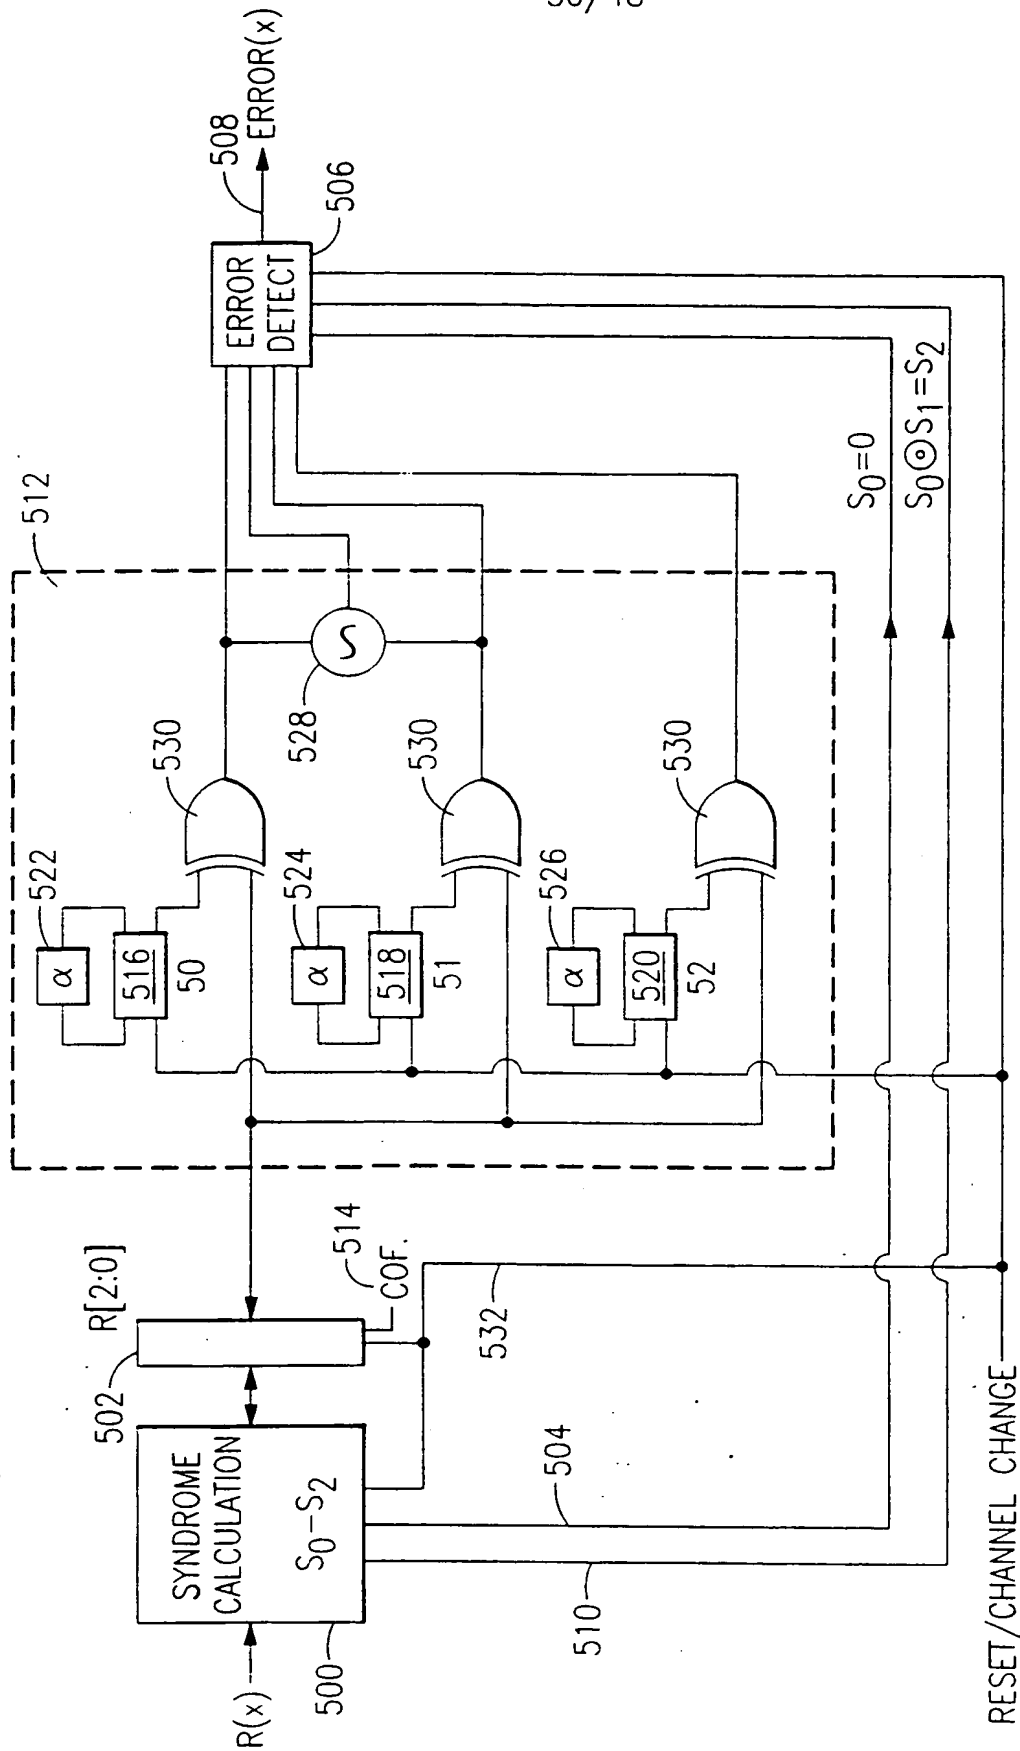 R(x)
500
SYNDROME
CALCULATION
S0-S2
502
R[2:0]
514
COF.
532
504
510
RESET/CHANNEL CHANGE
512
522
α
516
50
530
524
α
518
51
530
526
α
520
52
530
528
S
S0=0
S0⊙S1=S2
ERROR
DETECT
506
508
ERROR(x)